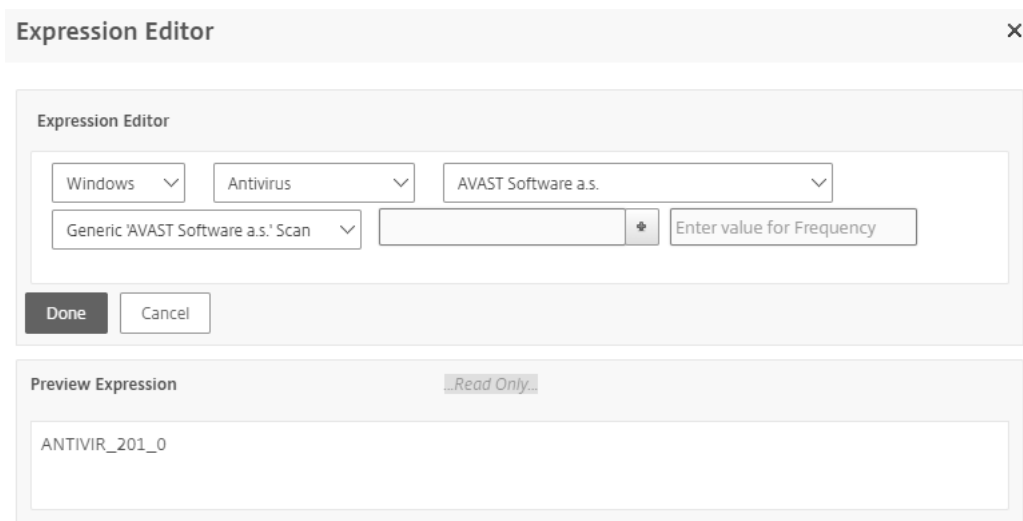 Expression Editor
Expression Editor
Windows Antivirus AVAST Software a.s.
Generic 'AVAST Software a.s.' Scan Enter value for Frequency
Done Cancel
Preview Expression ...Read Only...
ANTIVIR_201_0